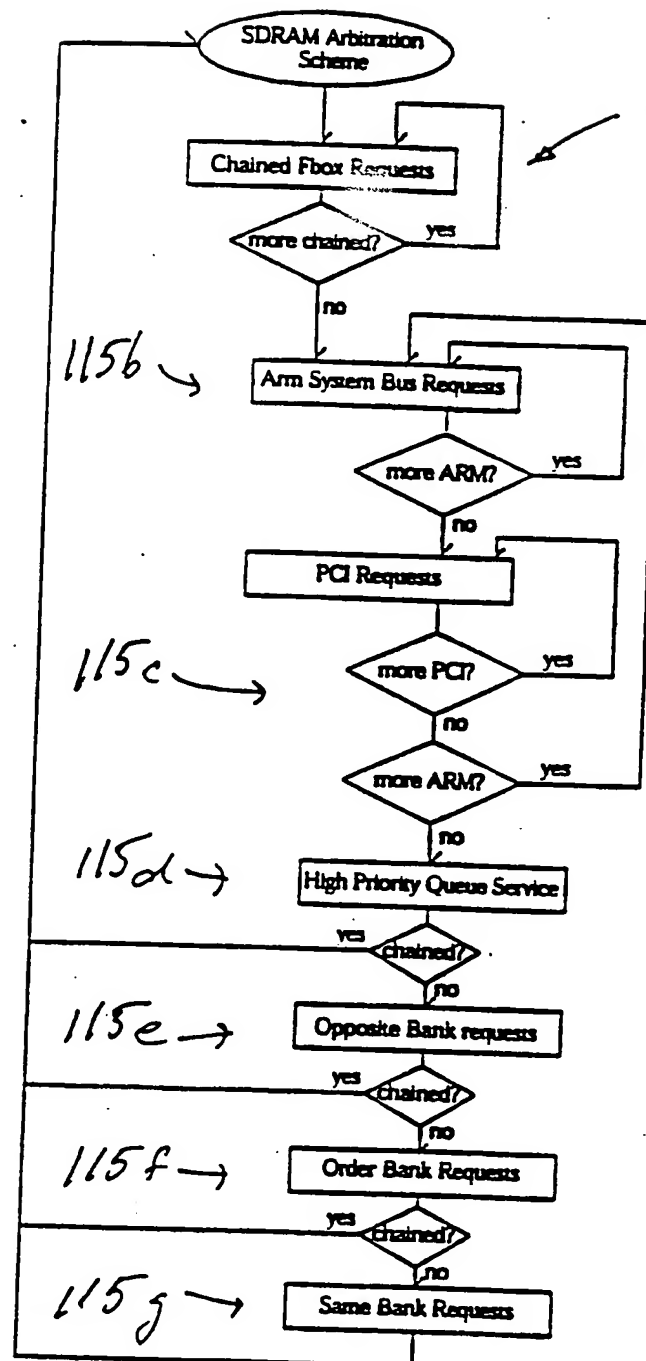 SDRAM Arbitration
Scheme
Chained Fbox Requests
more chained?
yes
no
115b
Arm System Bus Requests
more ARM?
yes
no
PCI Requests
115c
more PCI?
yes
no
more ARM?
yes
no
115d
High Priority Queue Service
yes
chained?
no
115e
Opposite Bank requests
yes
chained?
no
115f
Order Bank Requests
yes
chained?
no
115g
Same Bank Requests